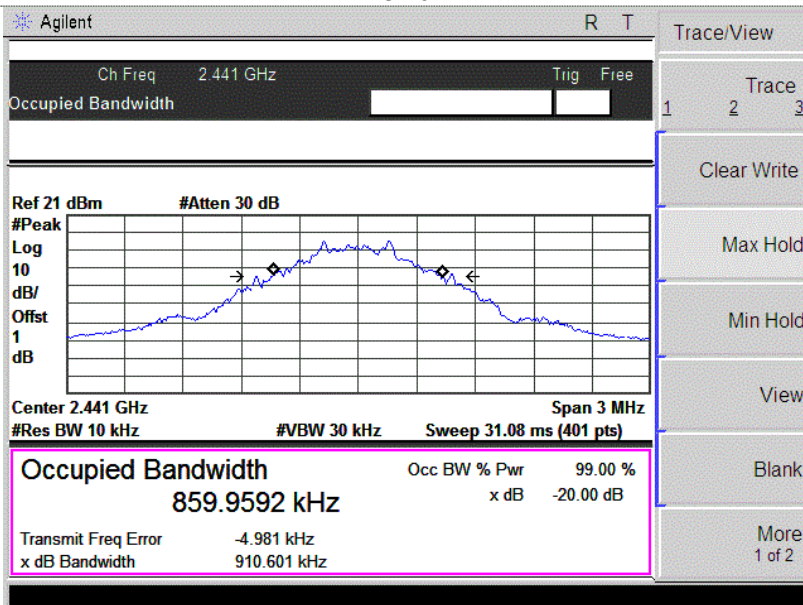 Agilent R T
Ch Freq 2.441 GHz Trig Free
Occupied Bandwidth
Ref 21 dBm #Atten 30 dB
#Peak
Log
10
dB/
Offst
1
dB
Center 2.441 GHz Span 3 MHz
#Res BW 10 kHz #VBW 30 kHz Sweep 31.08 ms (401 pts)
Occupied Bandwidth
859.9592 kHz
Occ BW % Pwr 99.00 %
x dB -20.00 dB
Transmit Freq Error -4.981 kHz
x dB Bandwidth 910.601 kHz
Trace/View
Trace
1 2 3
Clear Write
Max Hold
Min Hold
View
Blank
More
1 of 2